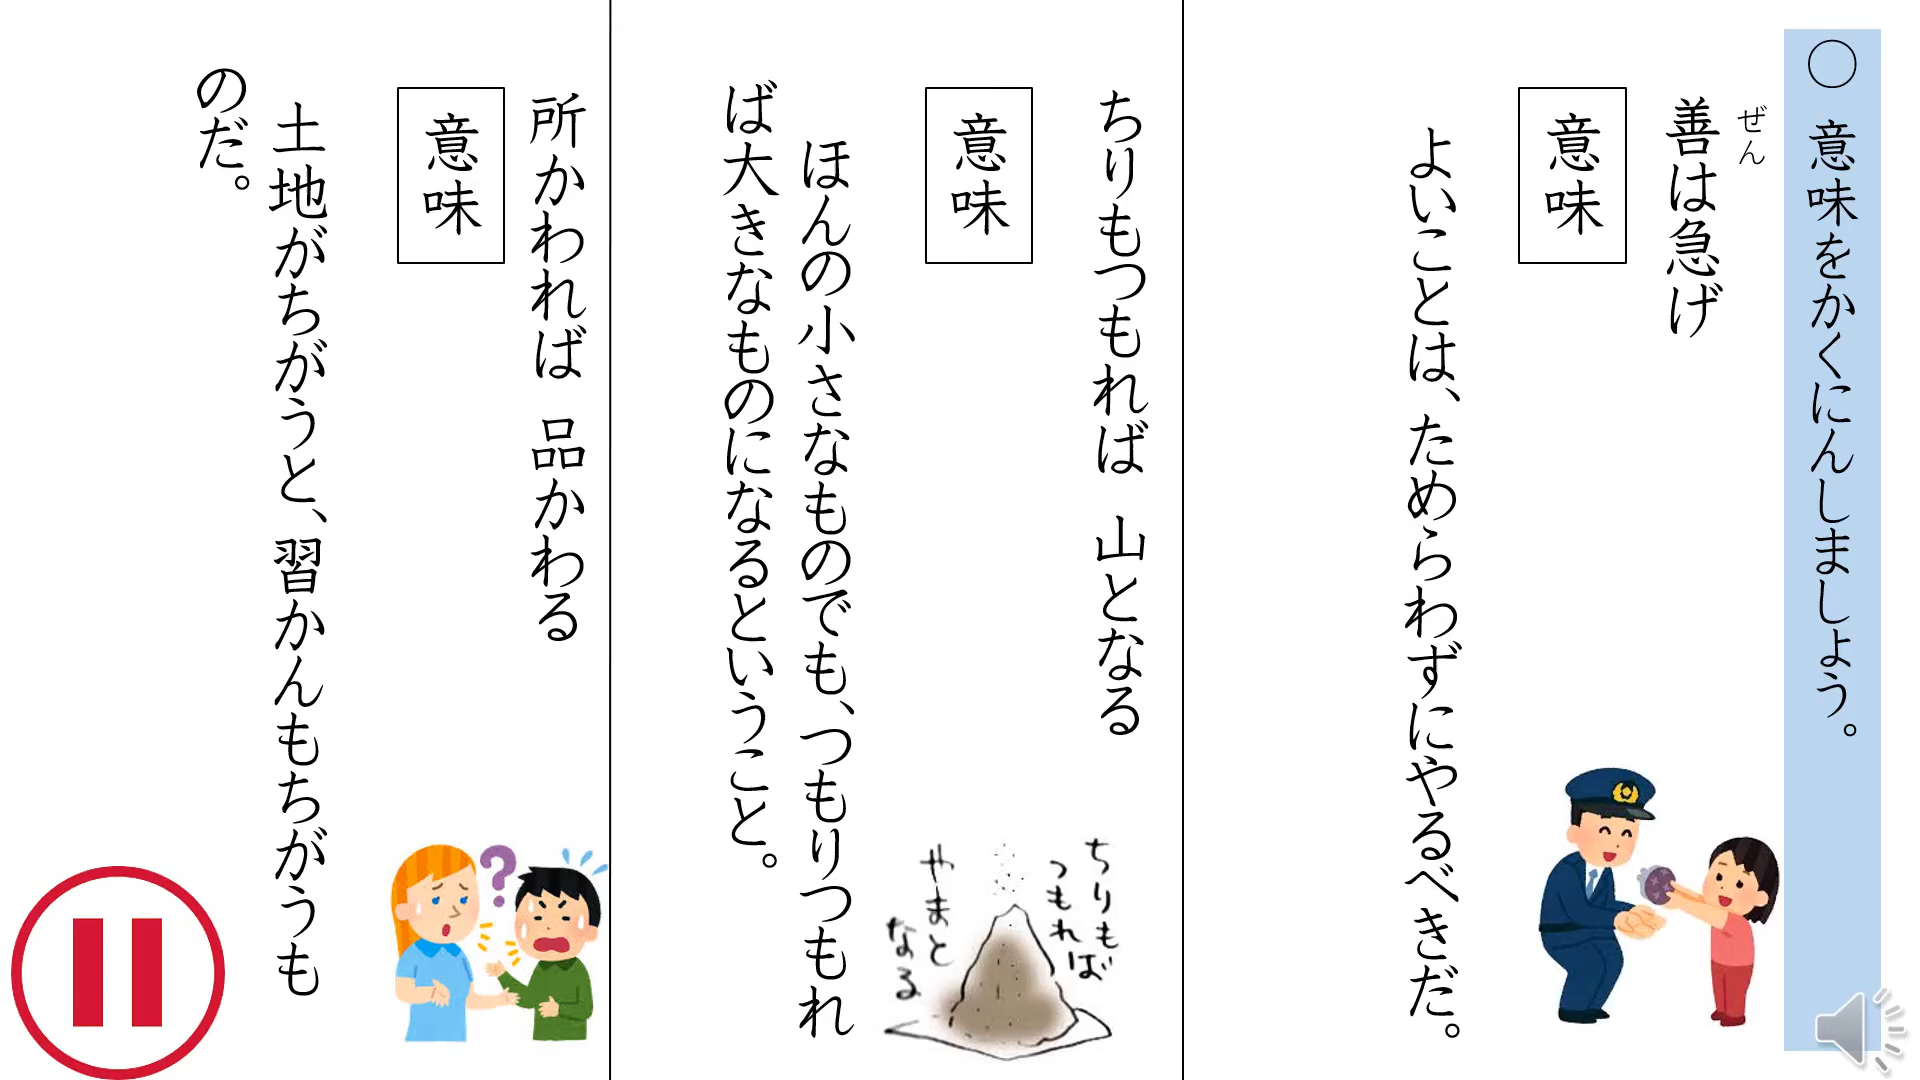 ○ 意味をかくにんしましょう。
ぜん
善は急げ
意味
よいことは、ためらわずにやるべきだ。
ちりもつもれば 山となる
意味
ほんの小さなものでも、つもりつもれ
ば大きなものになるということ。
ちりもば
つもれ
やまと
なる
所かわれば 品かわる
意味
土地がちがうと、習かんもちがうも
のだ。